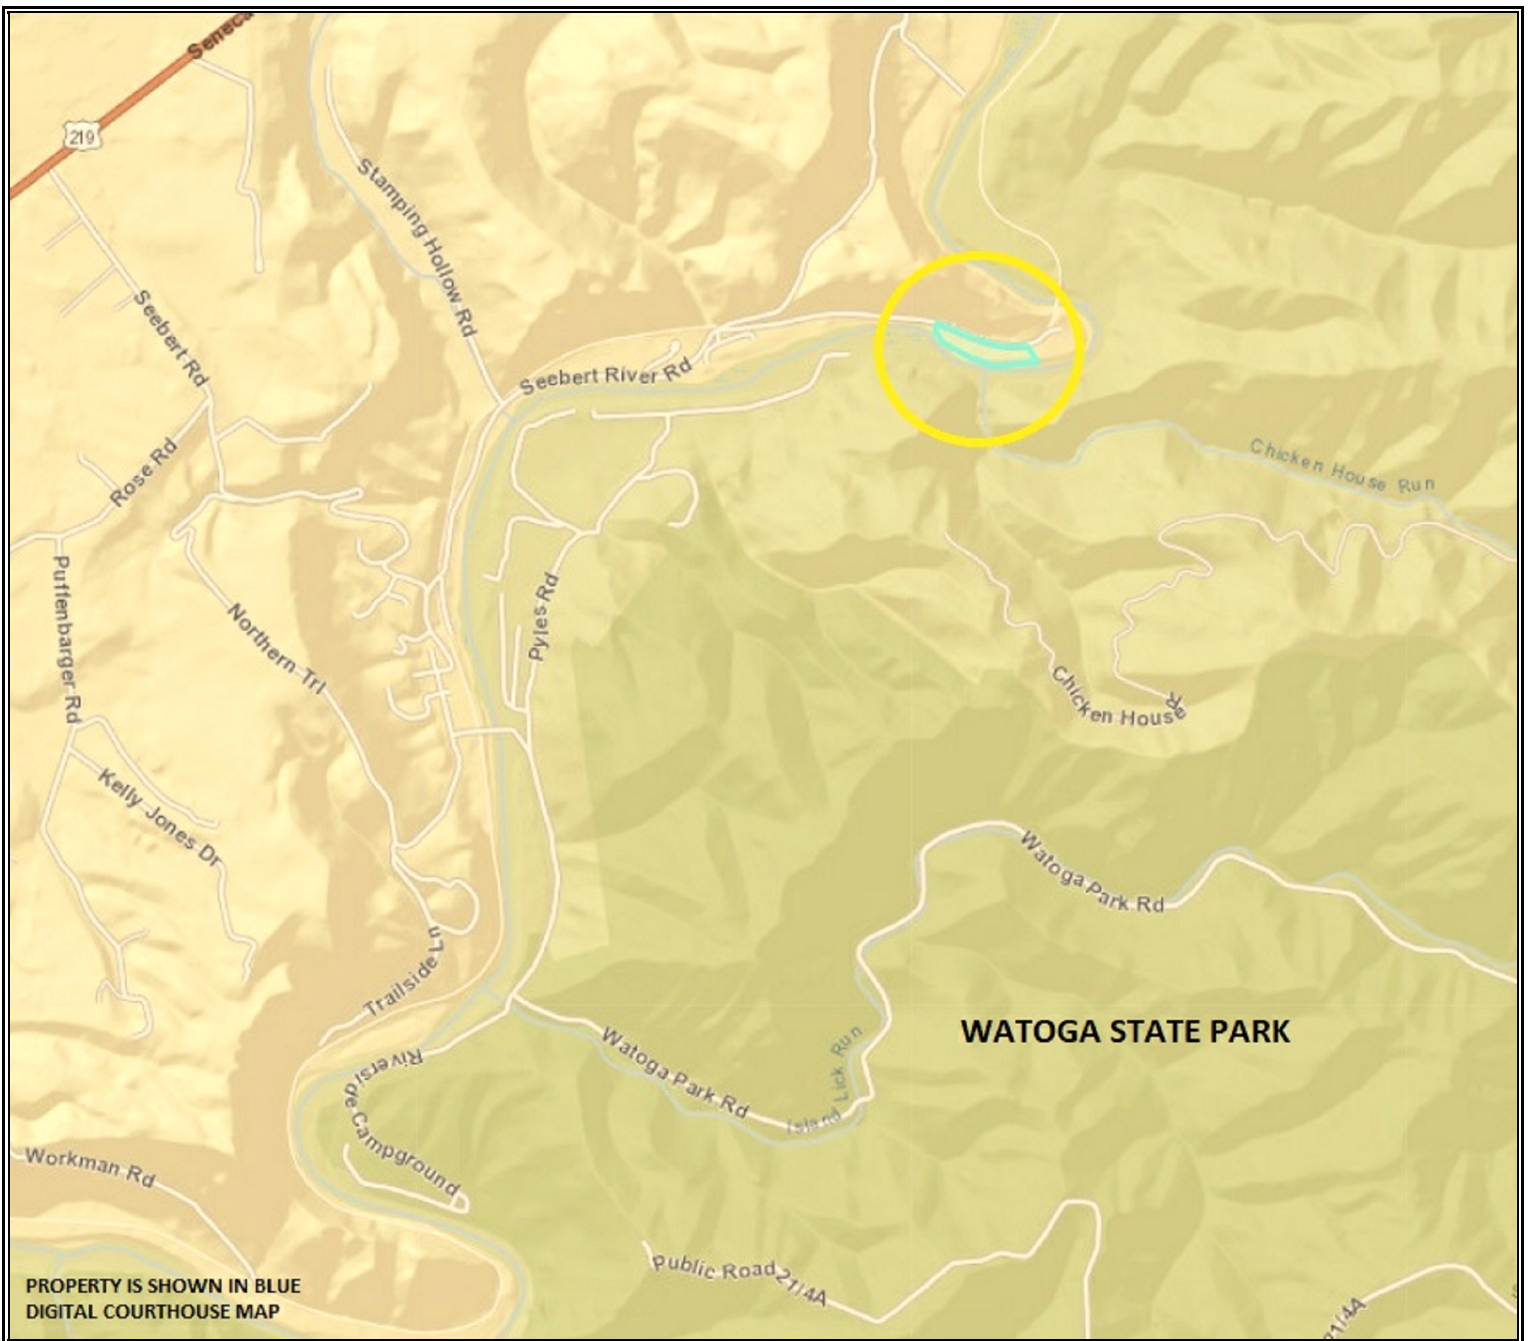 Seneca
219
Stamping Hollow Rd
Seebert Rd
Seebert River Rd
Rose Rd
Chicken House Run
Puffenbarger Rd
Northern Trl
Pyles Rd
Chicken House R
Kelly Jones Dr
Watoga Park Rd
Trailside Ln
WATOGA STATE PARK
Riverside Campground
Watoga Park Rd
Island Lick Run
Workman Rd
Public Road 21/4A
21/4A
PROPERTY IS SHOWN IN BLUE
DIGITAL COURTHOUSE MAP